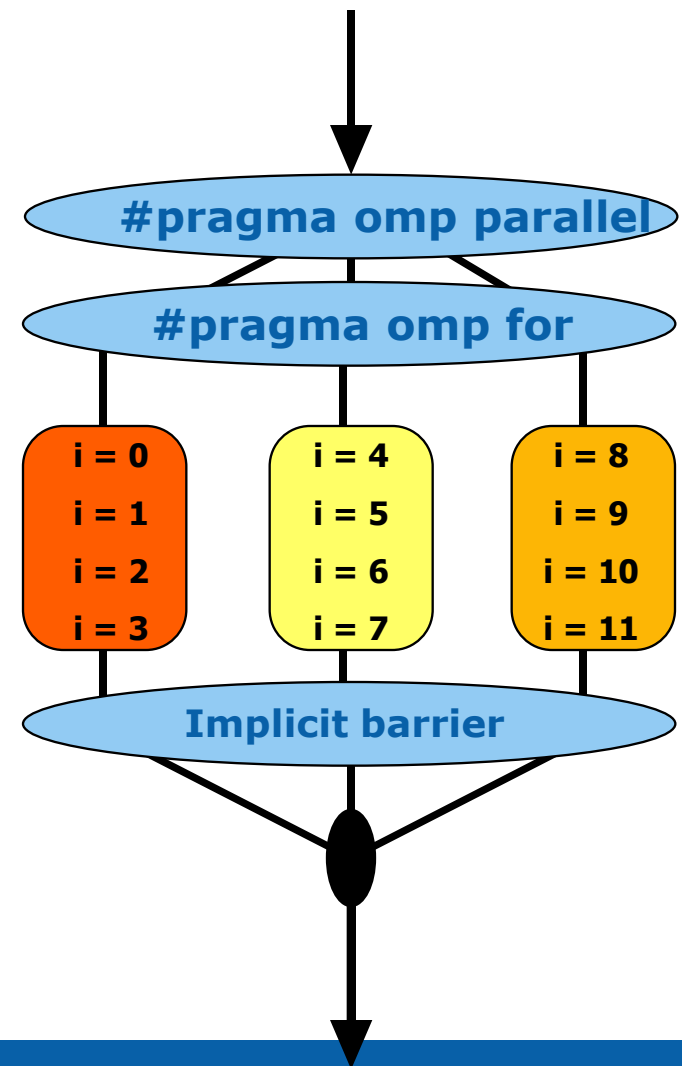 #pragma omp parallel
#pragma omp for
i = 0
i = 1
i = 2
i = 3
i = 4
i = 5
i = 6
i = 7
i = 8
i = 9
i = 10
i = 11
Implicit barrier